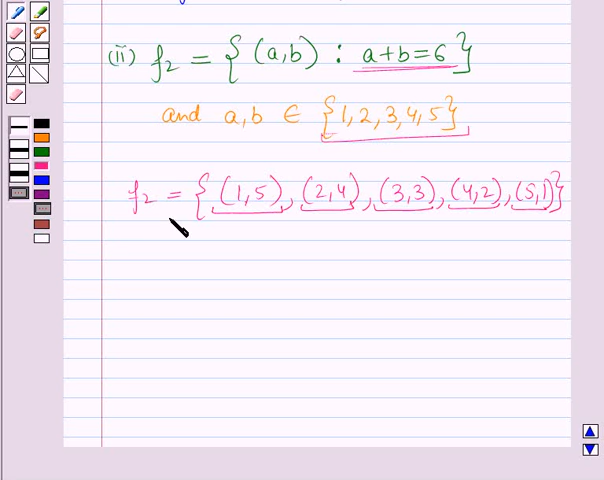 (ii) f₂ = { (a,b) : a+b=6 }
and a,b ∈ {1,2,3,4,5}
f₂ = { (1,5), (2,4), (3,3), (4,2), (5,1) }